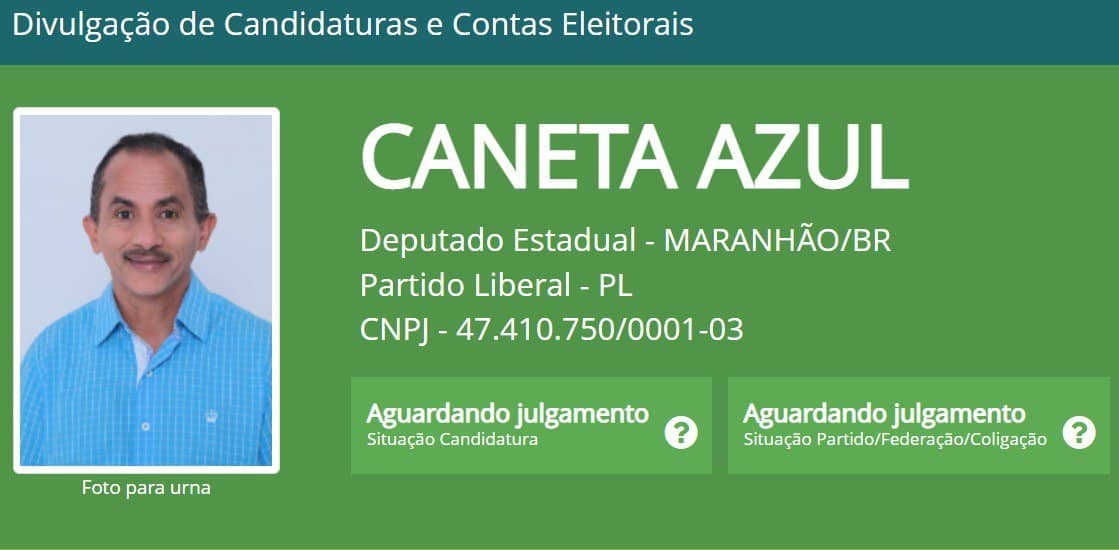 Divulgação de Candidaturas e Contas Eleitorais
CANETA AZUL
Deputado Estadual - MARANHÃO/BR
Partido Liberal - PL
CNPJ - 47.410.750/0001-03
Aguardando julgamento
Situação Candidatura
?
Aguardando julgamento
Situação Partido/Federação/Coligação
?
Foto para urna